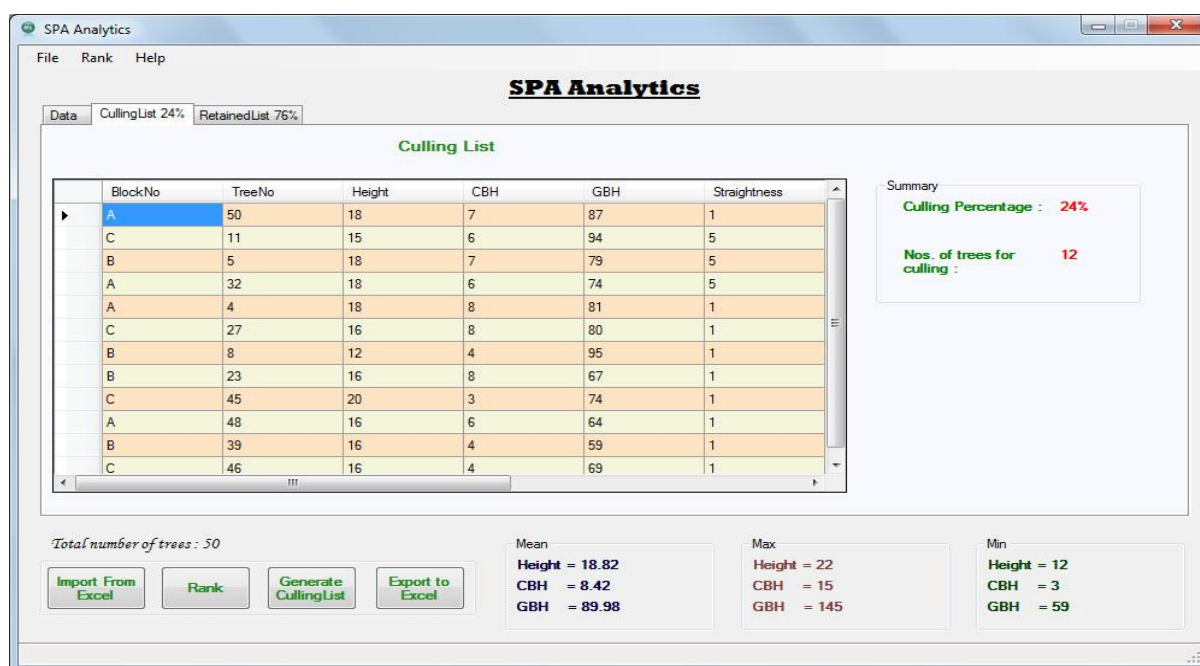 SPA Analytics
File Rank Help
SPA Analytics
Data CullingList 24% RetainedList 76%
Culling List
BlockNo TreeNo Height CBH GBH Straightness
A 50 18 7 87 1
C 11 15 6 94 5
B 5 18 7 79 5
A 32 18 6 74 5
A 4 18 8 81 1
C 27 16 8 80 1
B 8 12 4 95 1
B 23 16 8 67 1
C 45 20 3 74 1
A 48 16 6 64 1
B 39 16 4 59 1
C 46 16 4 69 1
Summary
Culling Percentage : 24%
Nos. of trees for 12
culling :
Total number of trees : 50
Import From
Excel
Rank
Generate
CullingList
Export to
Excel
Mean
Height = 18.82
CBH = 8.42
GBH = 89.98
Max
Height = 22
CBH = 15
GBH = 145
Min
Height = 12
CBH = 3
GBH = 59